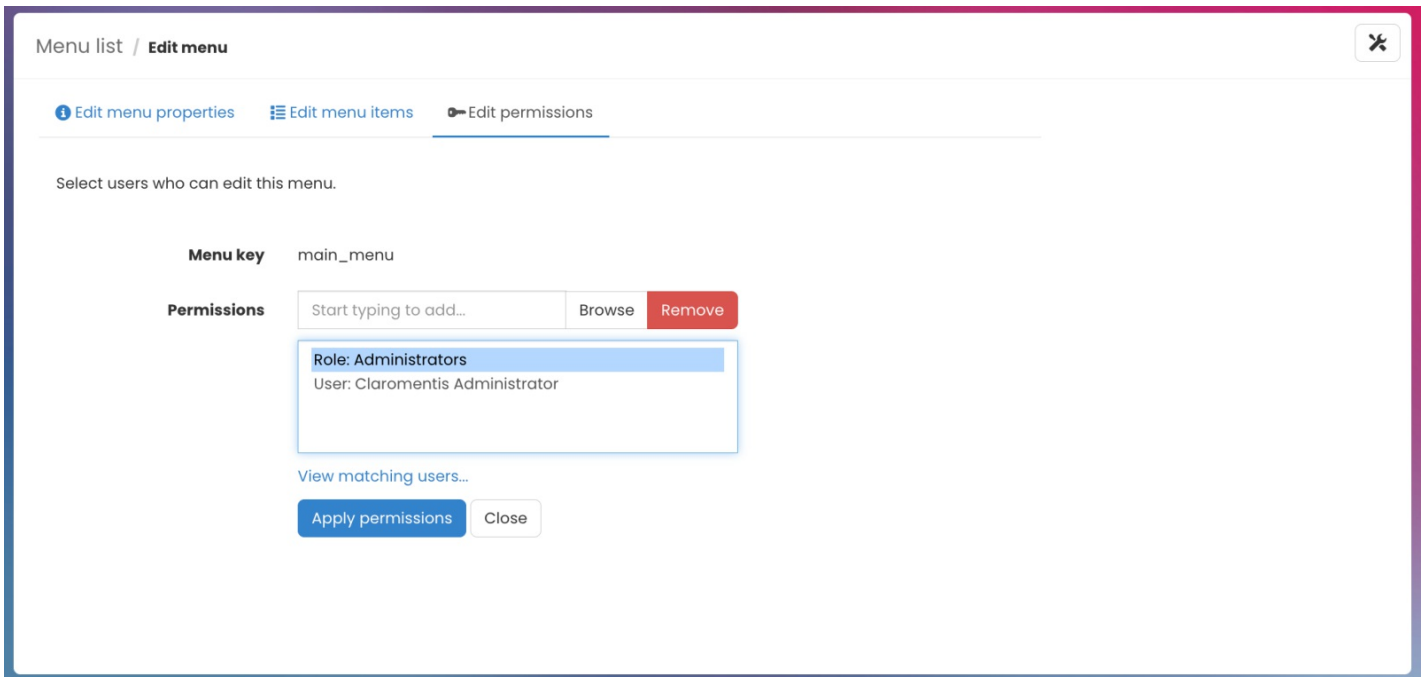 Menu list / Edit menu
Edit menu properties Edit menu items Edit permissions
Select users who can edit this menu.
Menu key main_menu
Permissions Start typing to add... Browse Remove
Role: Administrators
User: Claromentis Administrator
View matching users...
Apply permissions Close